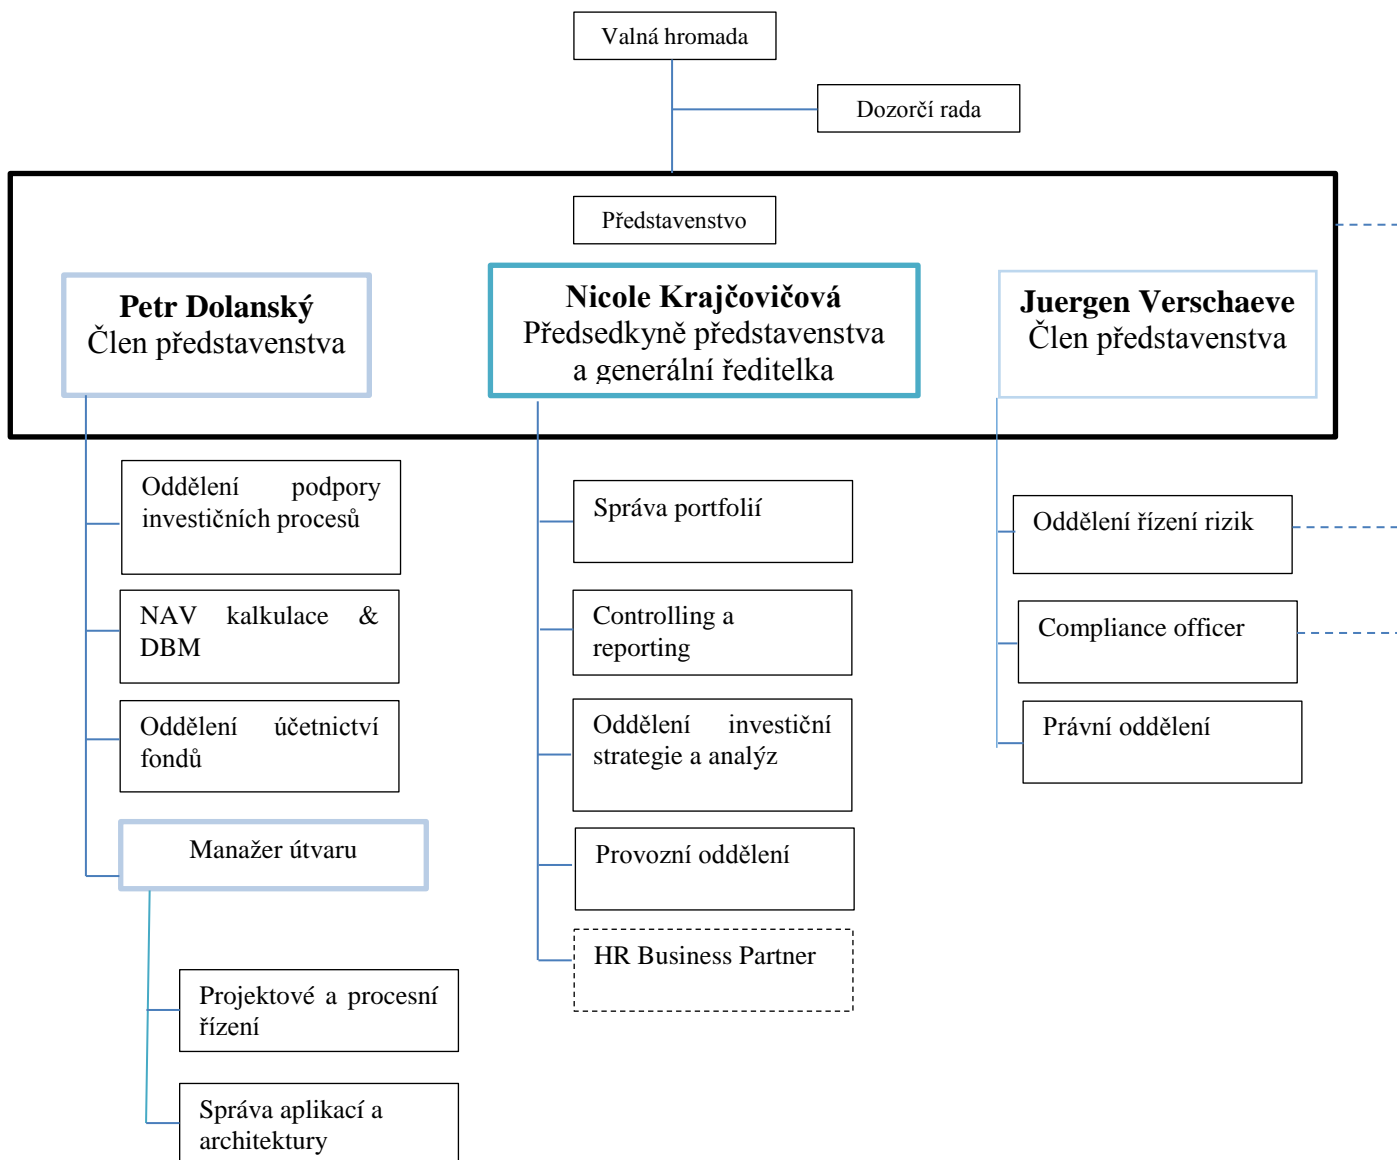 Valná hromada
Dozorčí rada
Představenstvo
Petr Dolanský
Člen představenstva
Nicole Krajčovičová
Předsedkyně představenstva
a generální ředitelka
Juergen Verschaeve
Člen představenstva
Oddělení podpory
investičních procesů
NAV kalkulace &
DBM
Oddělení účetnictví
fondů
Manažer útvaru
Projektové a procesní
řízení
Správa aplikací a
architektury
Správa portfolií
Controlling a
reporting
Oddělení investiční
strategie a analýz
Provozní oddělení
HR Business Partner
Oddělení řízení rizik
Compliance officer
Právní oddělení